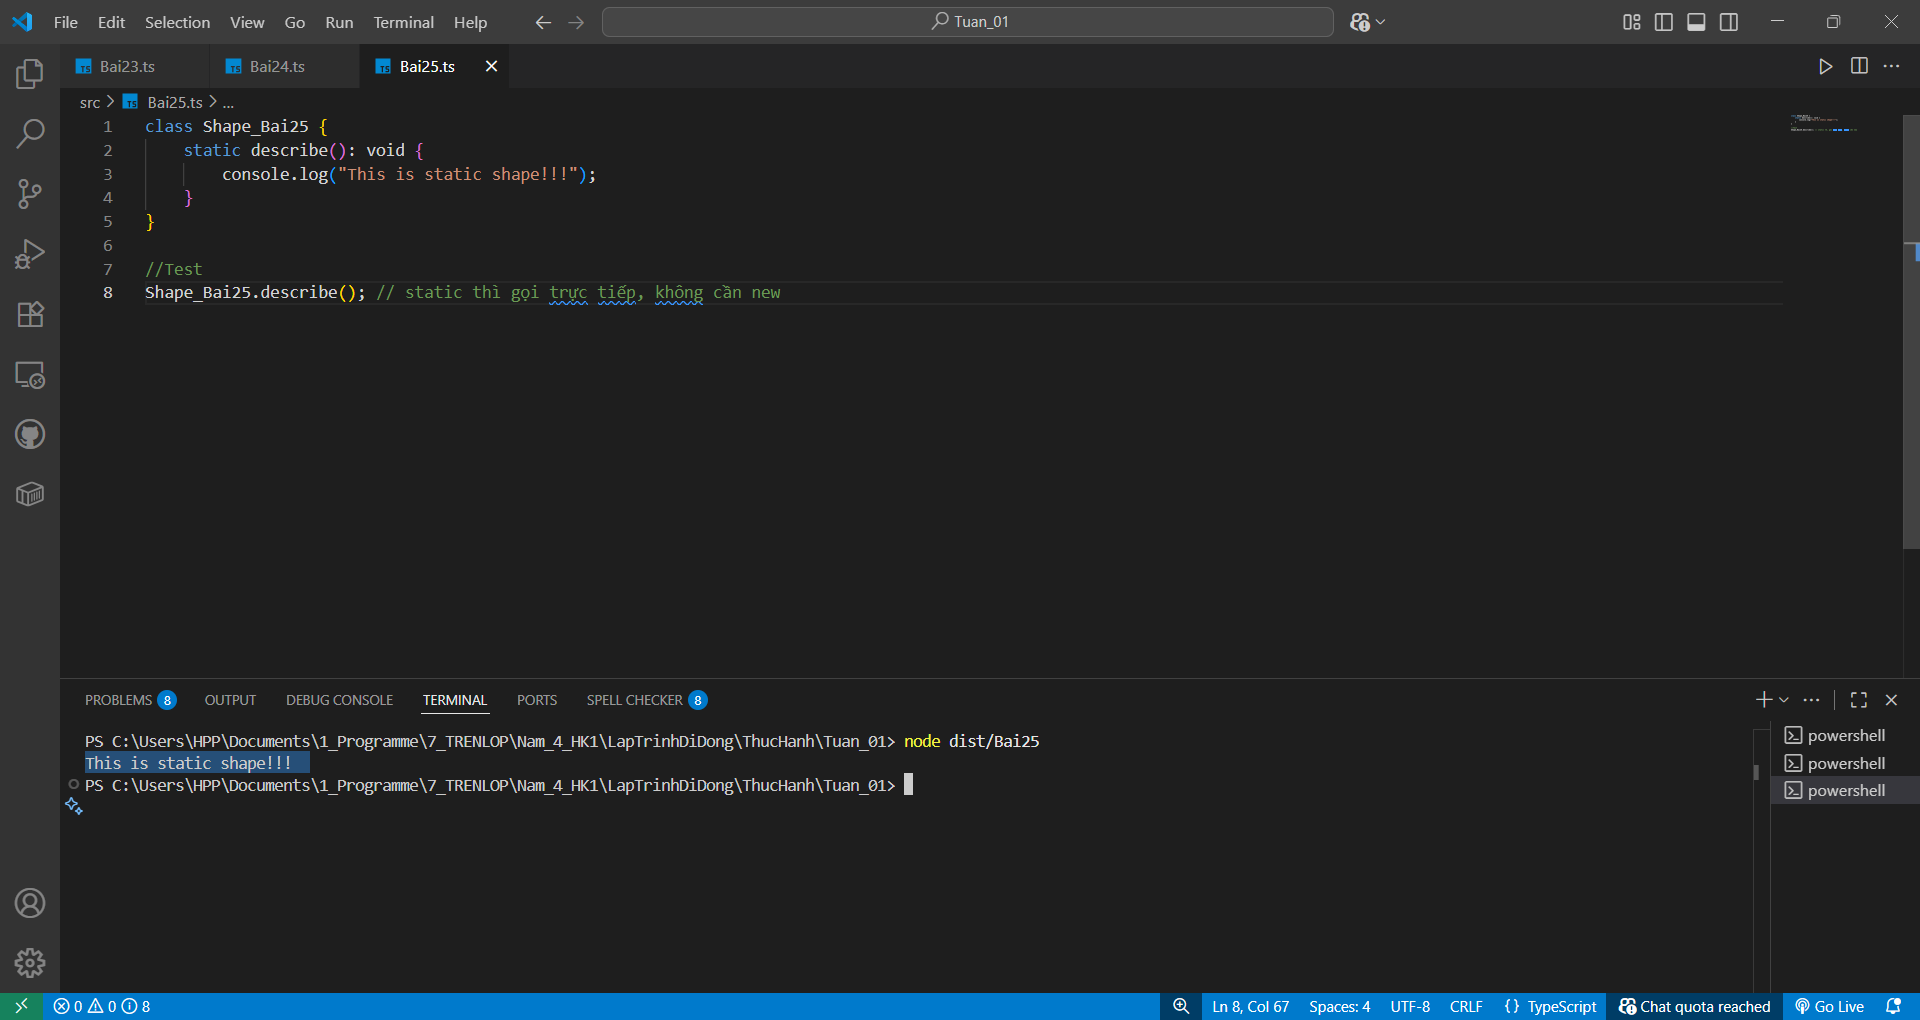 File Edit Selection View Go Run Terminal Help
Tuan_01
Bai23.ts
Bai24.ts
Bai25.ts
src > Bai25.ts > ...
1 class Shape_Bai25 {
2     static describe(): void {
3         console.log("This is static shape!!!");
4     }
5 }
6
7 //Test
8 Shape_Bai25.describe(); // static thì gọi trực tiếp, không cần new
PROBLEMS 8 OUTPUT DEBUG CONSOLE TERMINAL PORTS SPELL CHECKER 8
PS C:\Users\HPP\Documents\1_Programme\7_TRENLOP\Nam_4_HK1\LapTrinhDiDong\ThucHanh\Tuan_01> node dist/Bai25
This is static shape!!!
PS C:\Users\HPP\Documents\1_Programme\7_TRENLOP\Nam_4_HK1\LapTrinhDiDong\ThucHanh\Tuan_01>
powershell
powershell
powershell
0 0 8
Ln 8, Col 67 Spaces: 4 UTF-8 CRLF {} TypeScript Chat quota reached Go Live